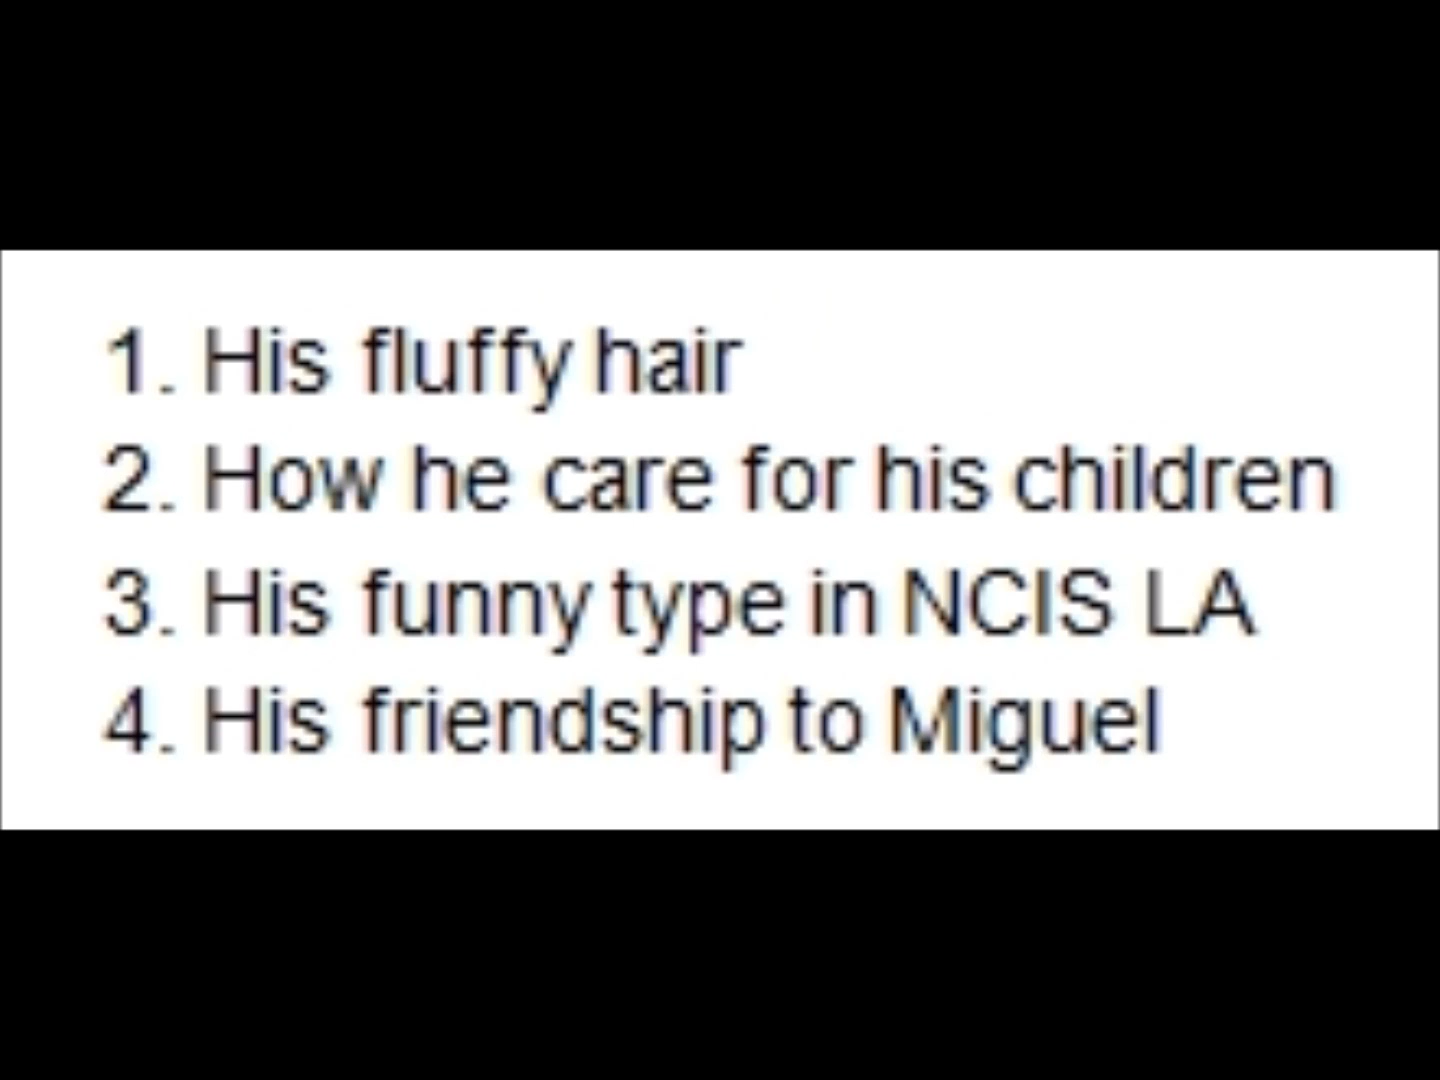 1. His fluffy hair
2. How he care for his children
3. His funny type in NCIS LA
4. His friendship to Miguel